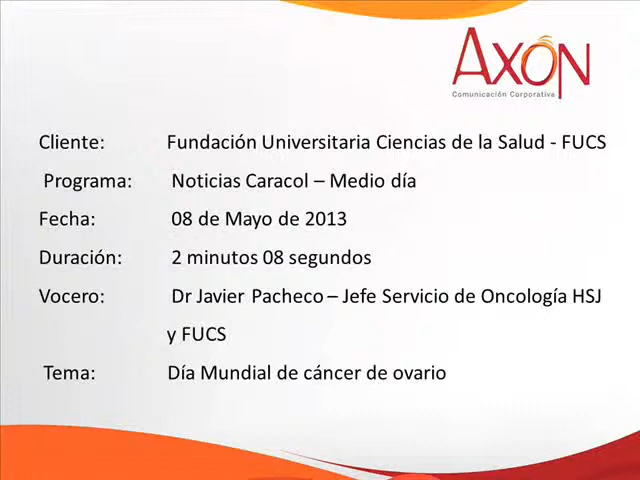 AXÓN
Comunicación Corporativa
Cliente: Fundación Universitaria Ciencias de la Salud - FUCS
Programa: Noticias Caracol – Medio día
Fecha: 08 de Mayo de 2013
Duración: 2 minutos 08 segundos
Vocero: Dr Javier Pacheco – Jefe Servicio de Oncología HSJ
y FUCS
Tema: Día Mundial de cáncer de ovario